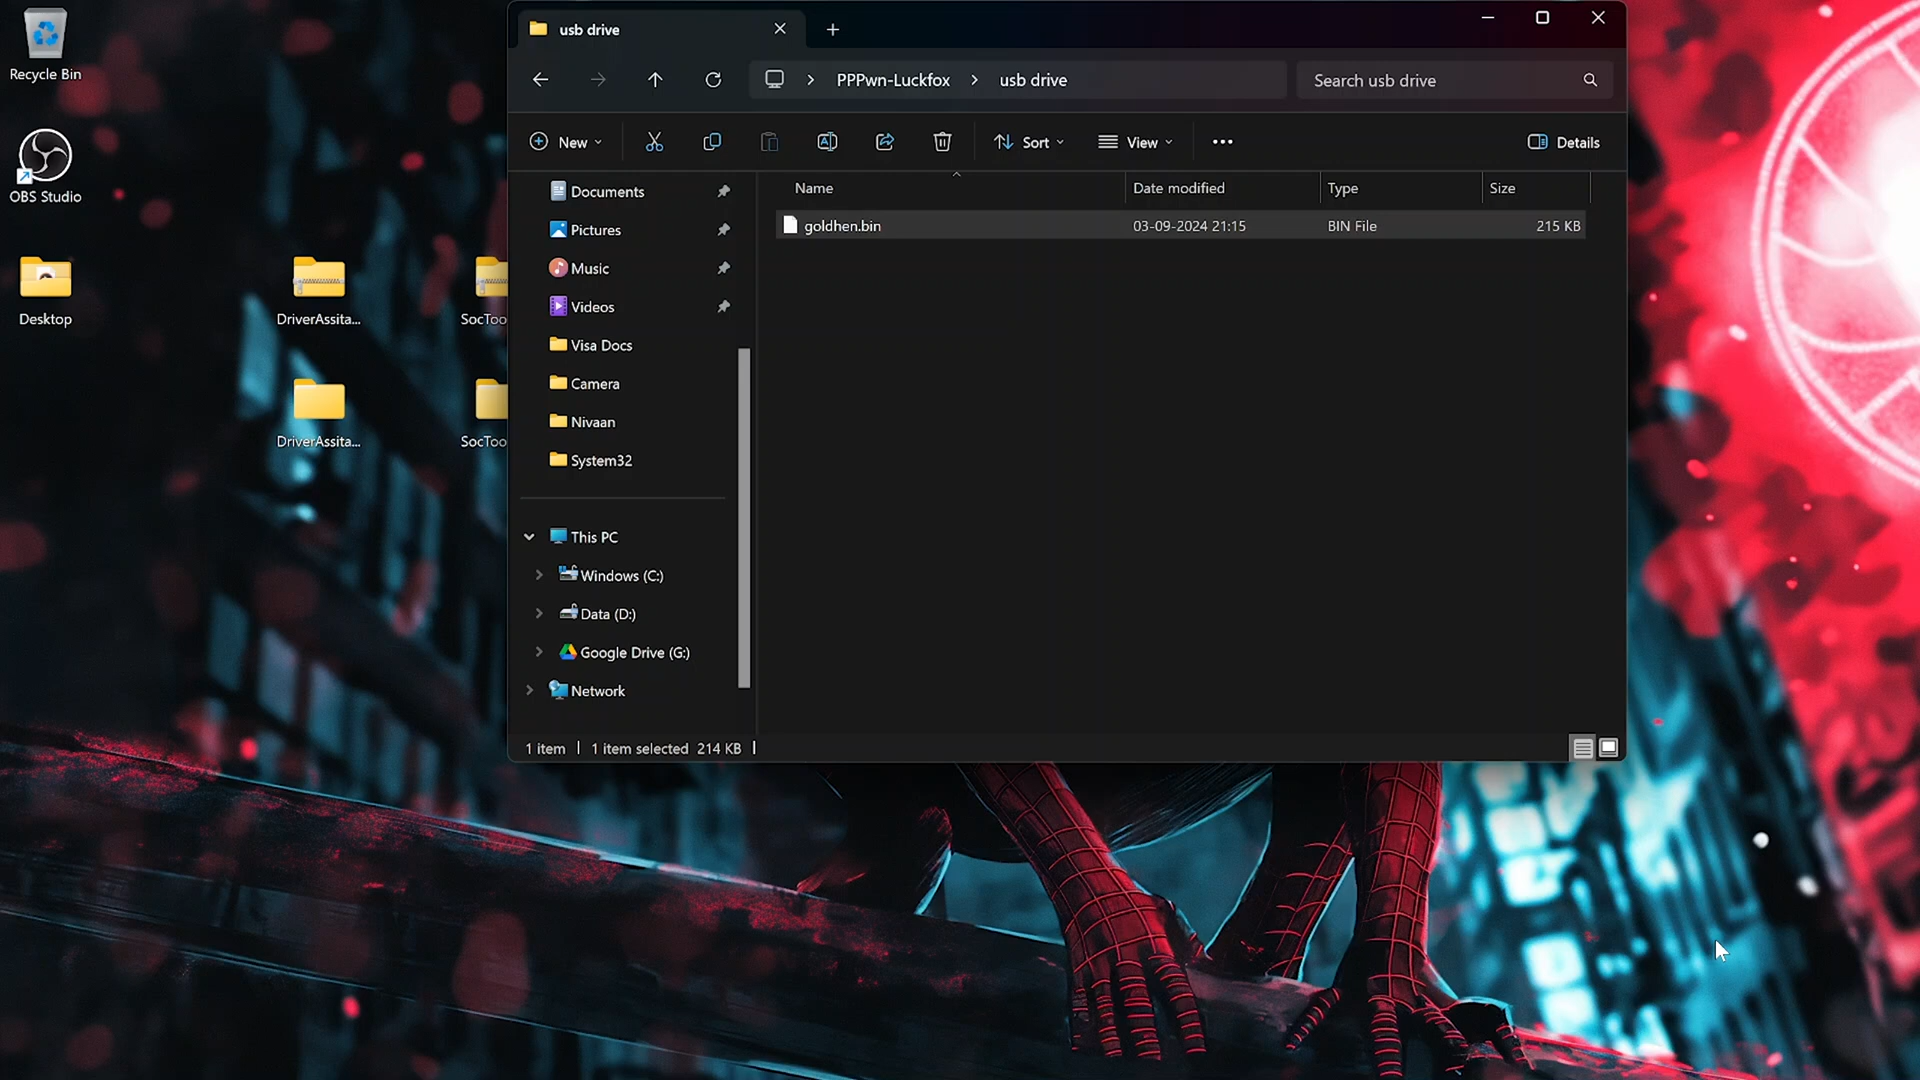 Recycle Bin
OBS Studio
Desktop
DriverAssita...
SocToo
DriverAssita...
SocToo
usb drive
PPPwn-Luckfox
usb drive
Search usb drive
New
Sort
View
Details
Name
Date modified
Type
Size
goldhen.bin
03-09-2024 21:15
BIN File
215 KB
Documents
Pictures
Music
Videos
Visa Docs
Camera
Nivaan
System32
This PC
Windows (C:)
Data (D:)
Google Drive (G:)
Network
1 item
1 item selected 214 KB